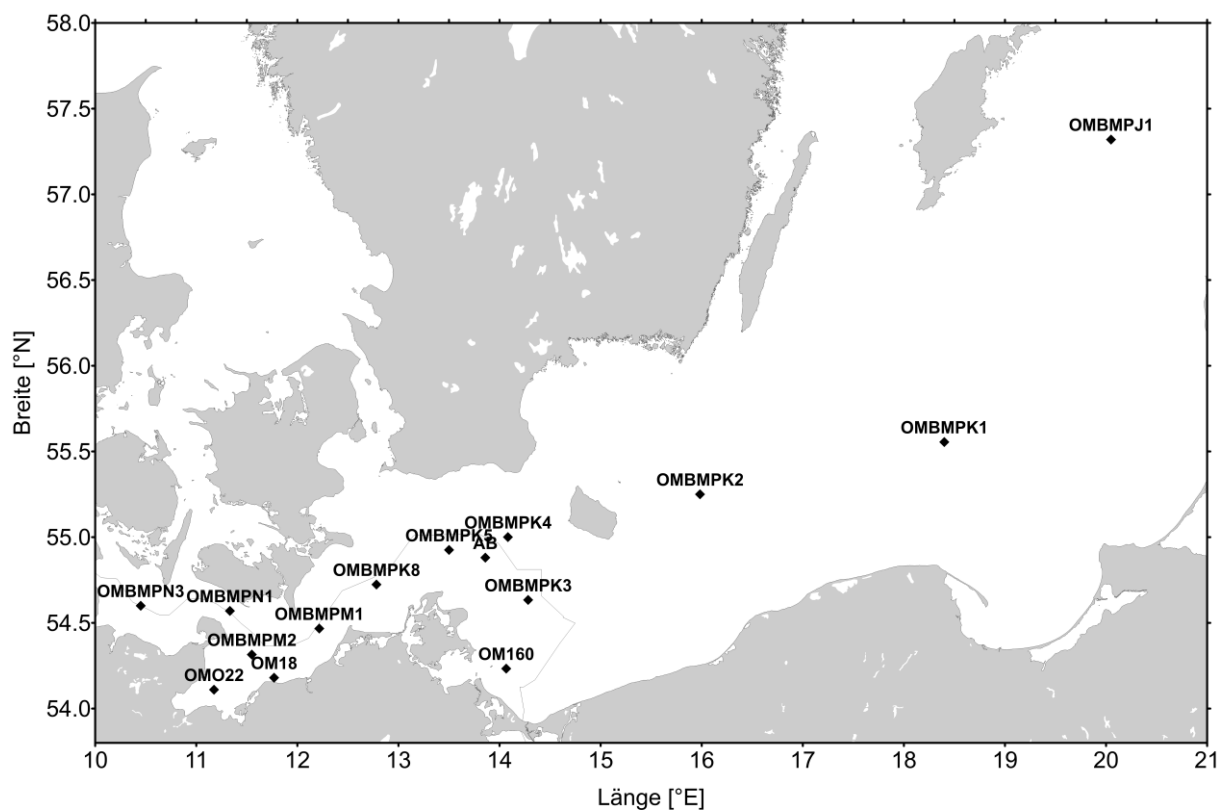 58.0
57.5
57.0
56.5
56.0
55.5
55.0
54.5
54.0
Breite [°N]
OMBMPJ1
OMBMPK1
OMBMPK2
OMBMPK4
OMBMPK5
AB
OMBMPK8
OMBMPK3
OMBMPN3
OMBMPN1
OMBMPM1
OMBMPM2
OM18
OM160
OMO22
10 11 12 13 14 15 16 17 18 19 20 21
Länge [°E]